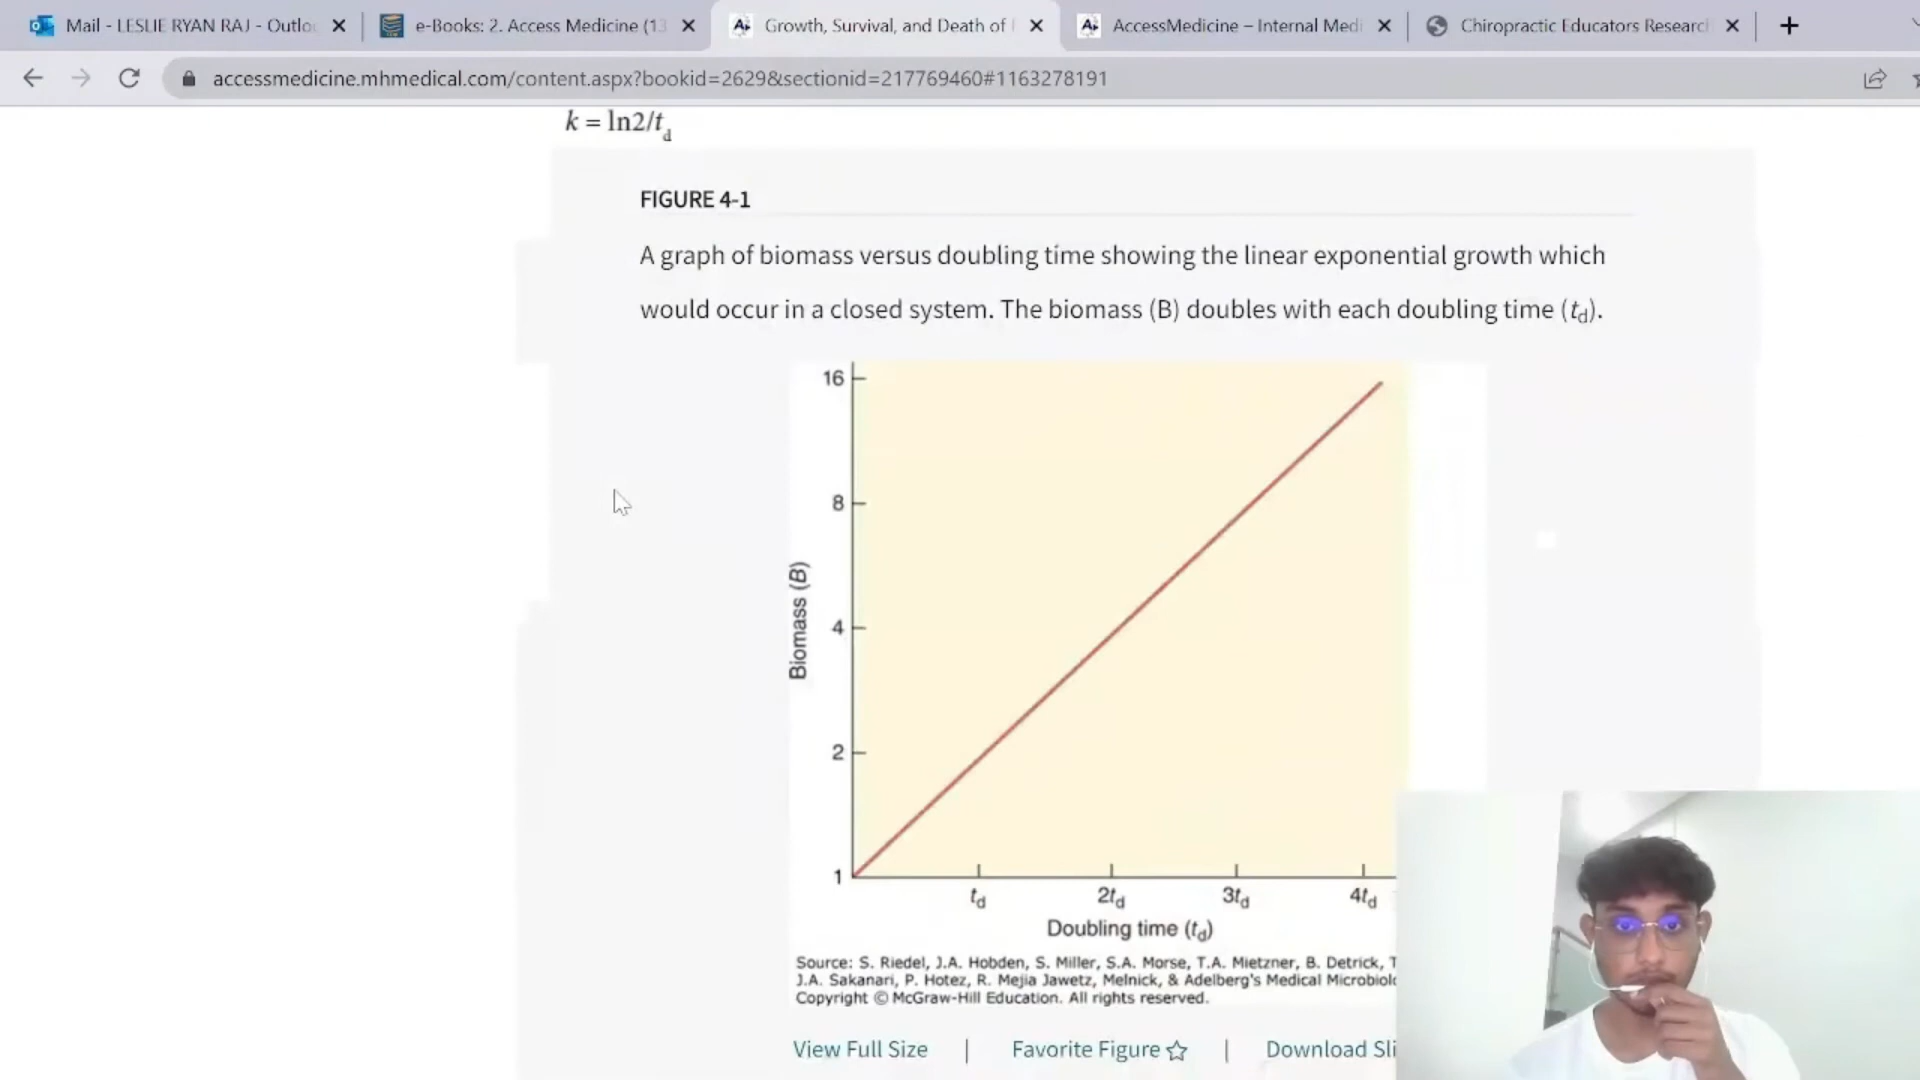 Mail - LESLIE RYAN RAJ - Outlo
e-Books: 2. Access Medicine (13
Growth, Survival, and Death of
AccessMedicine – Internal Medi
Chiropractic Educators Research
accessmedicine.mhmedical.com/content.aspx?bookid=2629&sectionid=217769460#1163278191
k = ln2/td
FIGURE 4-1
A graph of biomass versus doubling time showing the linear exponential growth which
would occur in a closed system. The biomass (B) doubles with each doubling time (td).
16
8
4
2
1
Biomass (B)
td 2td 3td 4td
Doubling time (td)
Source: S. Riedel, J.A. Hobden, S. Miller, S.A. Morse, T.A. Mietzner, B. Detrick, T
J.A. Sakanari, P. Hotez, R. Mejia Jawetz, Melnick, & Adelberg's Medical Microbiol
Copyright © McGraw-Hill Education. All rights reserved.
View Full Size | Favorite Figure | Download Sli